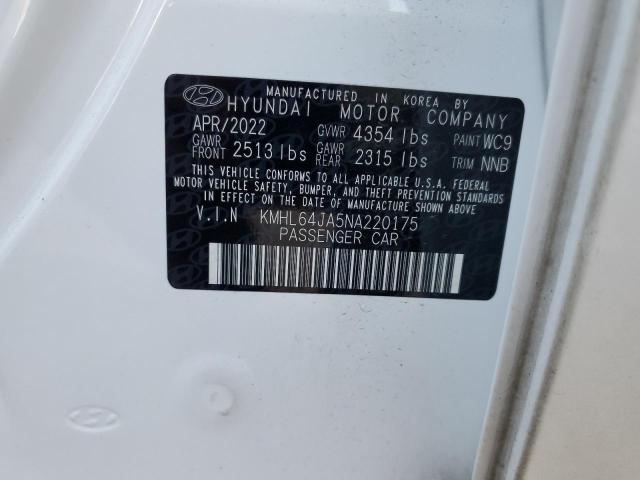 MANUFACTURED IN KOREA BY
HYUNDAI MOTOR COMPANY
APR/2022 GVWR 4354 lbs PAINT WC9
GAWR FRONT 2513 lbs GAWR REAR 2315 lbs TRIM NNB
THIS VEHICLE CONFORMS TO ALL APPLICABLE U.S.A. FEDERAL
MOTOR VEHICLE SAFETY, BUMPER, AND THEFT PREVENTION STANDARDS
IN EFFECT ON THE DATE OF MANUFACTURE SHOWN ABOVE.
V.I.N KMHL64JA5NA220175
PASSENGER CAR